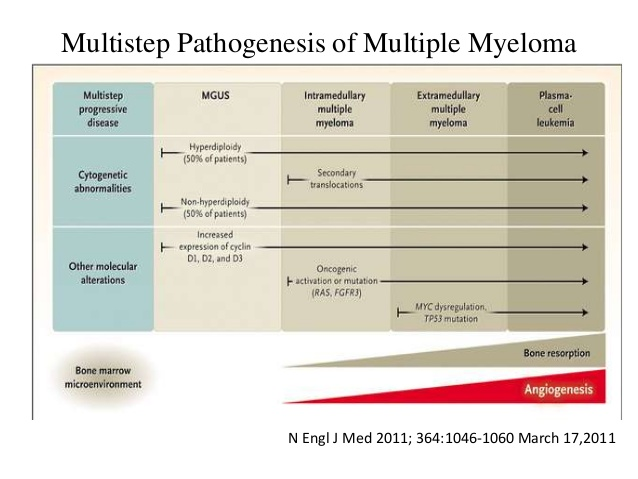 Multistep Pathogenesis of Multiple Myeloma
Multistep
progressive
disease
MGUS
Intramedullary
multiple
myeloma
Extramedullary
multiple
myeloma
Plasma-
cell
leukemia
Cytogenetic
abnormalities
Hyperdiploidy
(50% of patients)
Secondary
translocations
Non-hyperdiploidy
(50% of patients)
Other molecular
alterations
Increased
expression of cyclin
D1, D2, and D3
Oncogenic
activation or mutation
(RAS, FGFR3)
MYC dysregulation,
TP53 mutation
Bone marrow
microenvironment
Bone resorption
Angiogenesis
N Engl J Med 2011; 364:1046-1060 March 17,2011